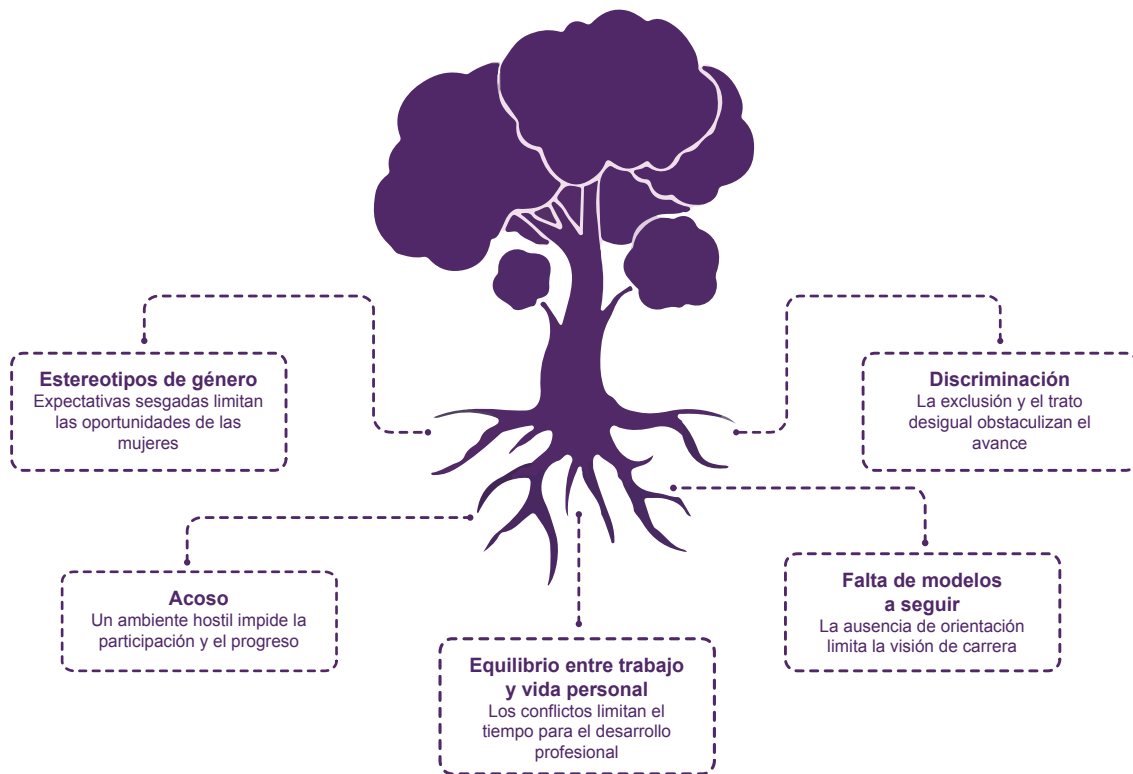 Estereotipos de género
Expectativas sesgadas limitan
las oportunidades de las
mujeres
Discriminación
La exclusión y el trato
desigual obstaculizan el
avance
Acoso
Un ambiente hostil impide la
participación y el progreso
Falta de modelos
a seguir
La ausencia de orientación
limita la visión de carrera
Equilibrio entre trabajo
y vida personal
Los conflictos limitan el
tiempo para el desarrollo
profesional